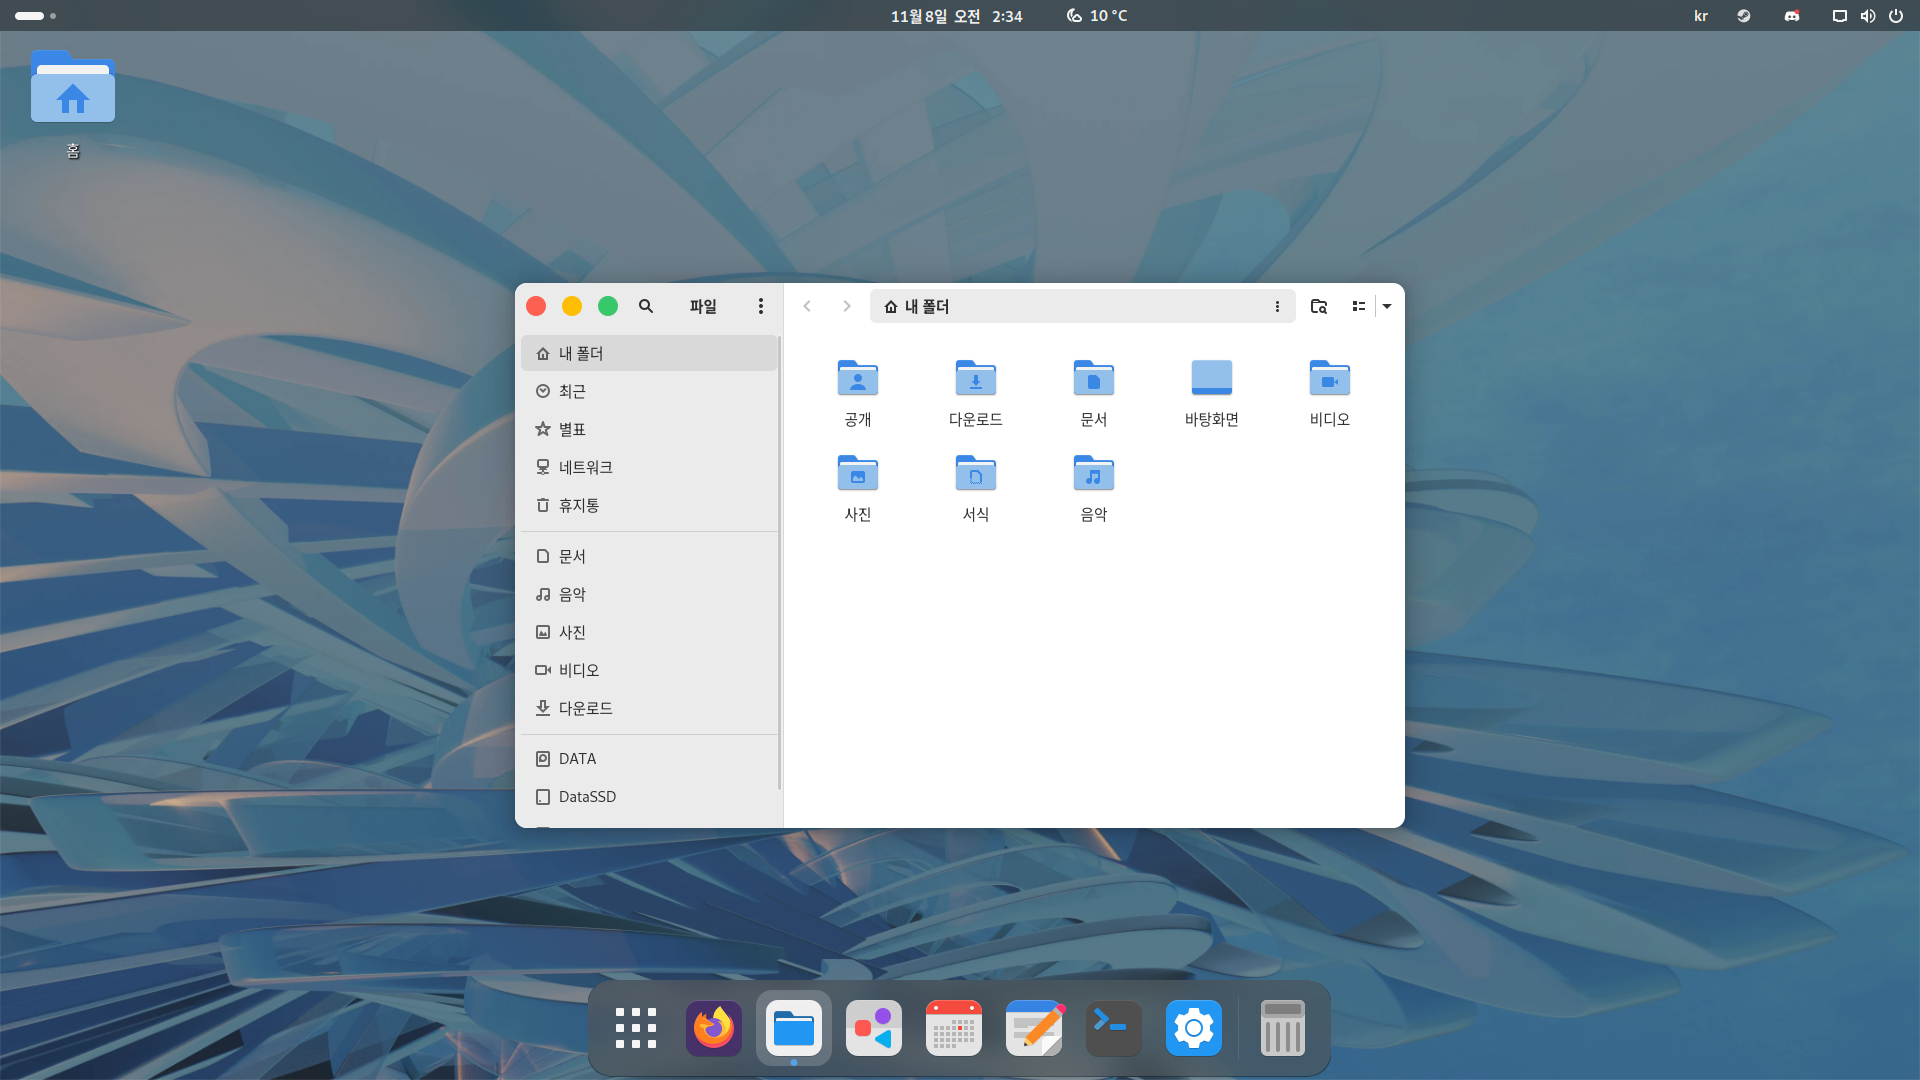 11월 8일 오전 2:34
10 °C
kr
홈
파일
내 폴더
내 폴더
최근
별표
네트워크
휴지통
문서
음악
사진
비디오
다운로드
DATA
DataSSD
공개
다운로드
문서
바탕화면
비디오
사진
서식
음악